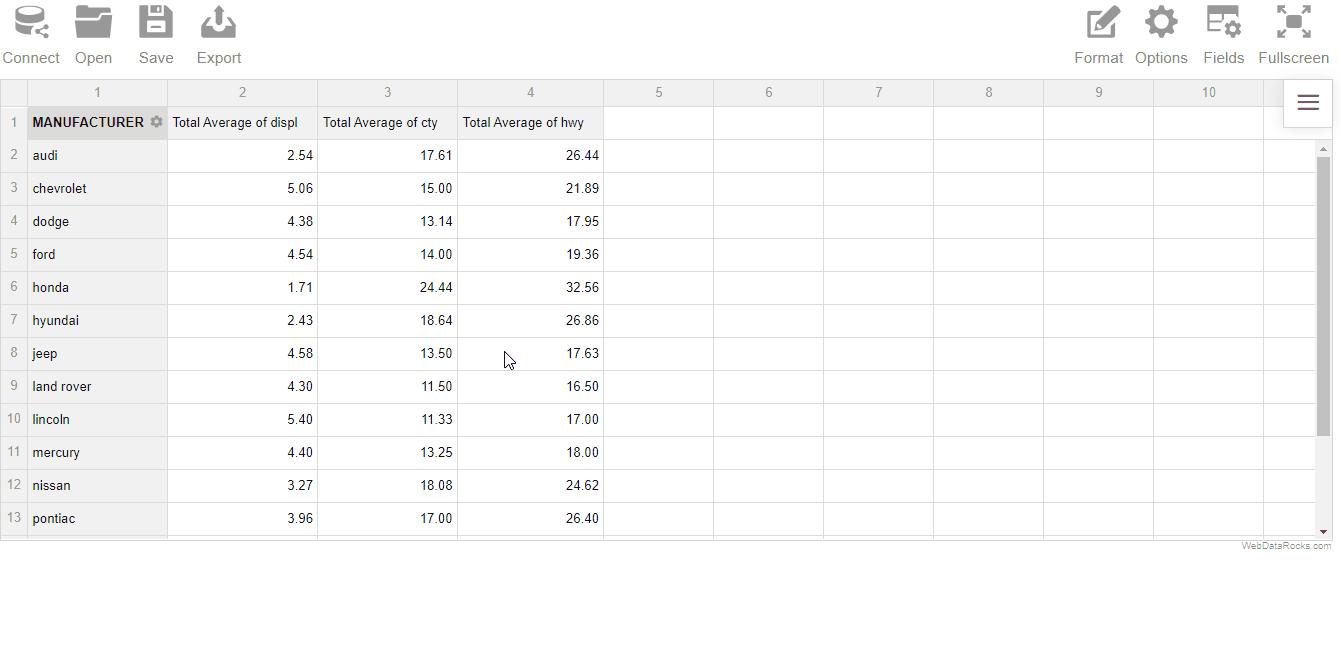 Connect Open Save Export Format Options Fields Fullscreen
1 2 3 4 5 6 7 8 9 10
1 MANUFACTURER Total Average of displ Total Average of cty Total Average of hwy
2 audi 2.54 17.61 26.44
3 chevrolet 5.06 15.00 21.89
4 dodge 4.38 13.14 17.95
5 ford 4.54 14.00 19.36
6 honda 1.71 24.44 32.56
7 hyundai 2.43 18.64 26.86
8 jeep 4.58 13.50 17.63
9 land rover 4.30 11.50 16.50
10 lincoln 5.40 11.33 17.00
11 mercury 4.40 13.25 18.00
12 nissan 3.27 18.08 24.62
13 pontiac 3.96 17.00 26.40
WebDataRocks.com